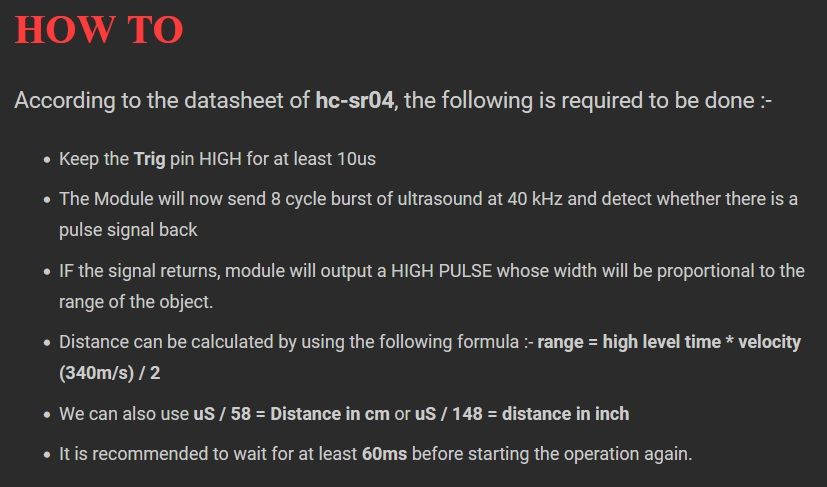 HOW TO
According to the datasheet of hc-sr04, the following is required to be done :-
• Keep the Trig pin HIGH for at least 10us
• The Module will now send 8 cycle burst of ultrasound at 40 kHz and detect whether there is a
pulse signal back
• IF the signal returns, module will output a HIGH PULSE whose width will be proportional to the
range of the object.
• Distance can be calculated by using the following formula :- range = high level time * velocity
(340m/s) / 2
• We can also use uS / 58 = Distance in cm or uS / 148 = distance in inch
• It is recommended to wait for at least 60ms before starting the operation again.